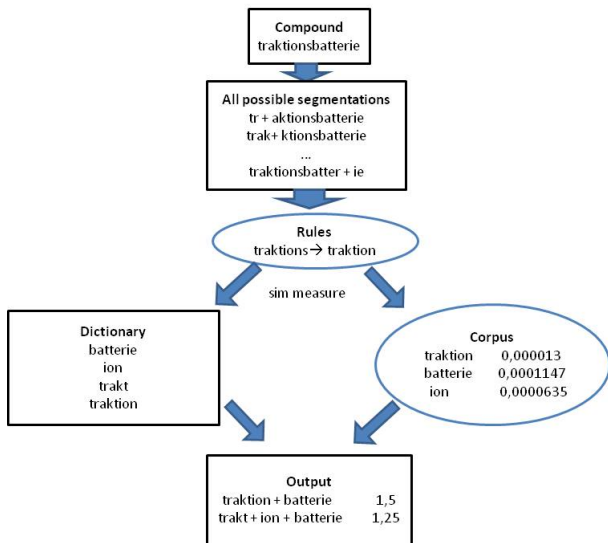 Compound
traktionsbatterie
All possible segmentations
tr + aktionsbatterie
trak+ ktionsbatterie
...
traktionsbatter + ie
Rules
traktions → traktion
sim measure
Dictionary
batterie
ion
trakt
traktion
Corpus
traktion 0,000013
batterie 0,0001147
ion 0,0000635
Output
traktion + batterie 1,5
trakt + ion + batterie 1,25